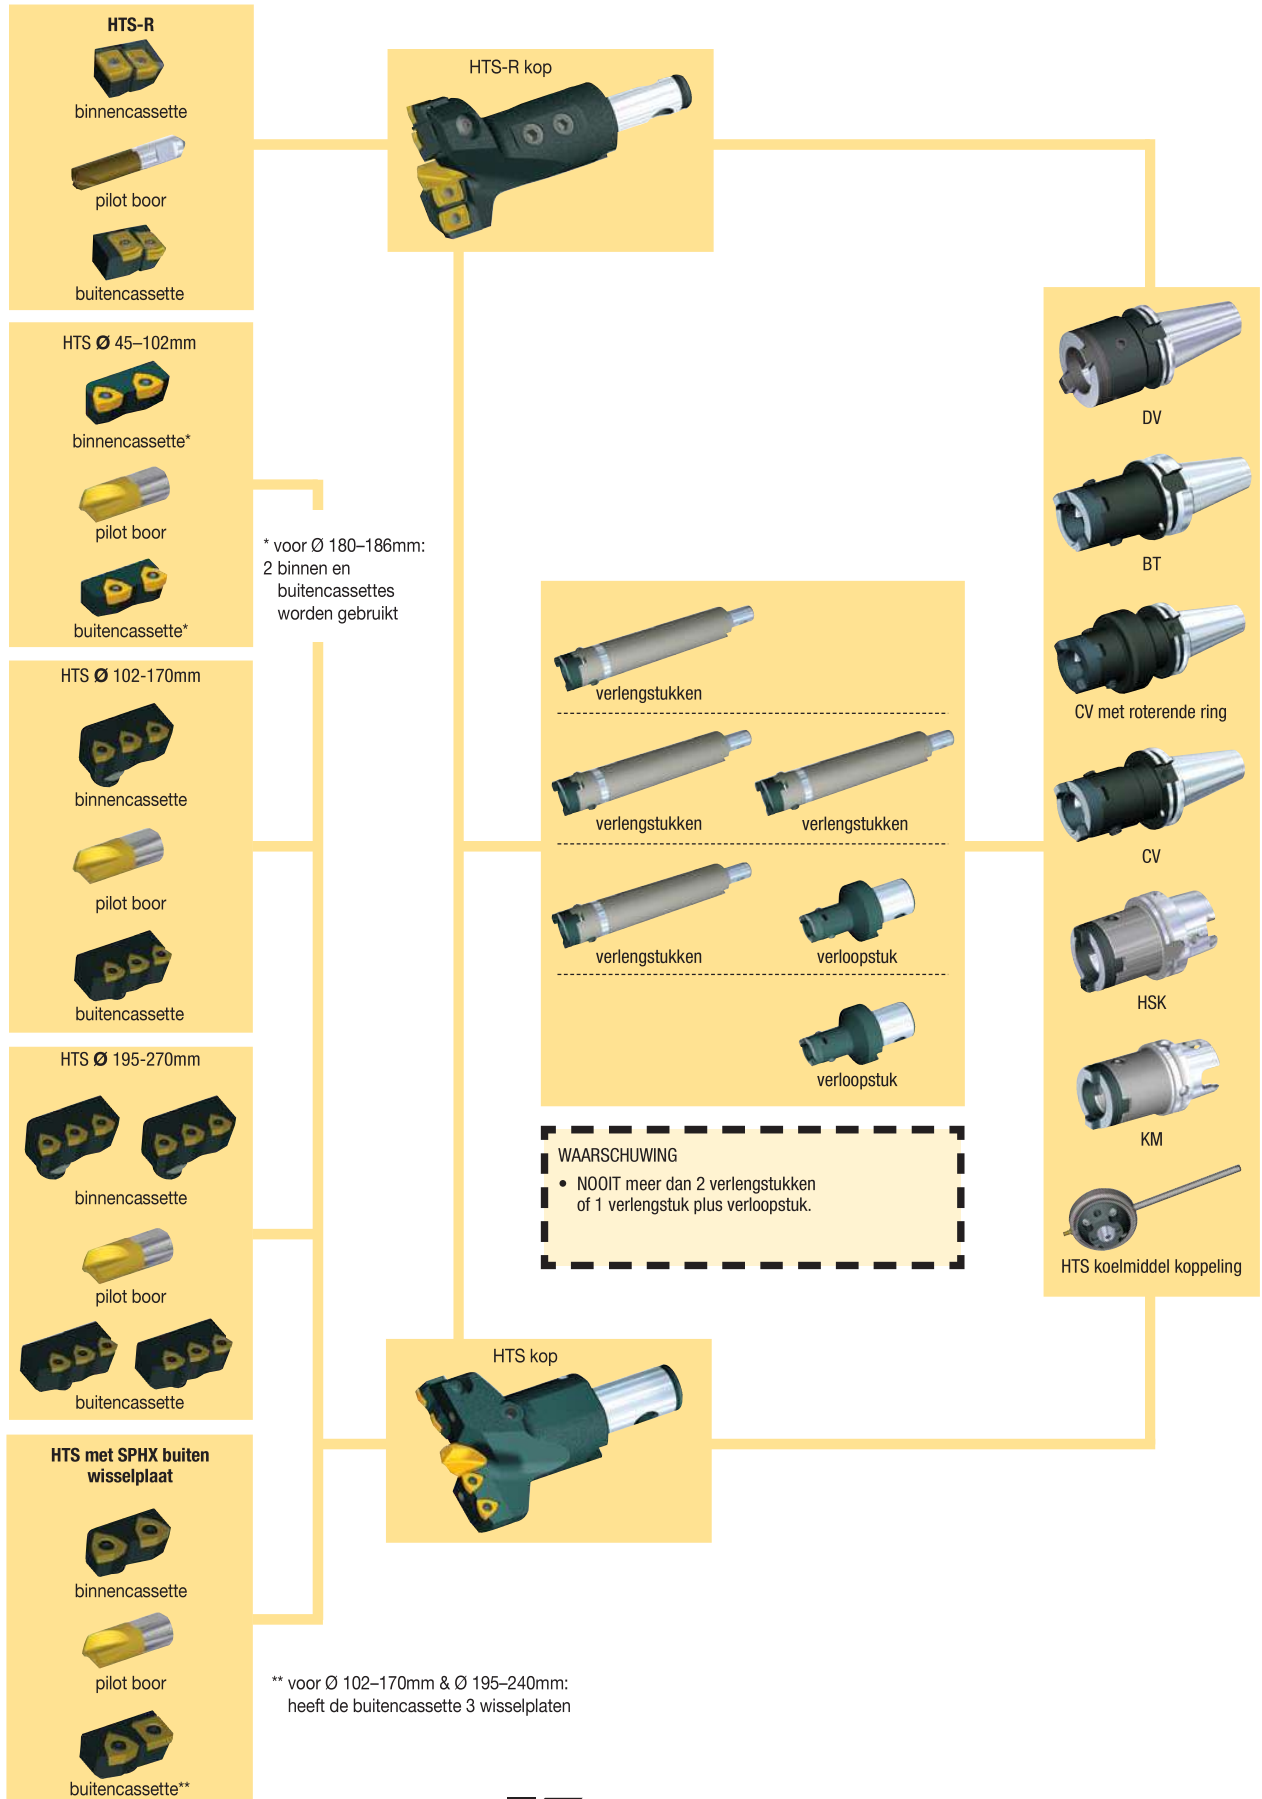 HTS-R
binnencassette
pilot boor
buitencassette
HTS-R kop
HTS Ø 45–102mm
binnencassette*
pilot boor
buitencassette*
* voor Ø 180–186mm:
2 binnen en
buitencassettes
worden gebruikt
HTS Ø 102-170mm
binnencassette
pilot boor
buitencassette
HTS Ø 195-270mm
binnencassette
pilot boor
buitencassette
HTS met SPHX buiten
wisselplaat
binnencassette
pilot boor
buitencassette**
** voor Ø 102–170mm & Ø 195–240mm:
heeft de buitencassette 3 wisselplaten
verlengstukken
verlengstukken
verlengstukken
verlengstukken
verloopstuk
verloopstuk
WAARSCHUWING
• NOOIT meer dan 2 verlengstukken
of 1 verlengstuk plus verloopstuk.
HTS kop
DV
BT
CV met roterende ring
CV
HSK
KM
HTS koelmiddel koppeling